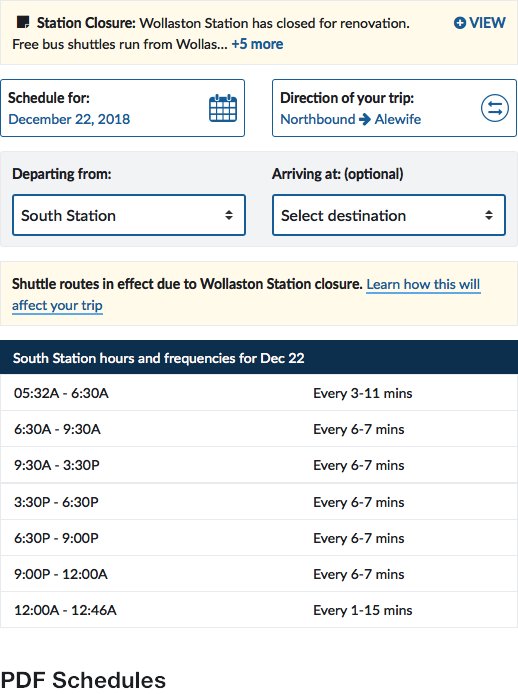 Station Closure: Wollaston Station has closed for renovation.
VIEW
Free bus shuttles run from Wollas... +5 more
Schedule for:
December 22, 2018
Direction of your trip:
Northbound → Alewife
Departing from:
South Station
Arriving at: (optional)
Select destination
Shuttle routes in effect due to Wollaston Station closure. Learn how this will
affect your trip
South Station hours and frequencies for Dec 22
05:32A - 6:30A Every 3-11 mins
6:30A - 9:30A Every 6-7 mins
9:30A - 3:30P Every 6-7 mins
3:30P - 6:30P Every 6-7 mins
6:30P - 9:00P Every 6-7 mins
9:00P - 12:00A Every 6-7 mins
12:00A - 12:46A Every 1-15 mins
PDF Schedules